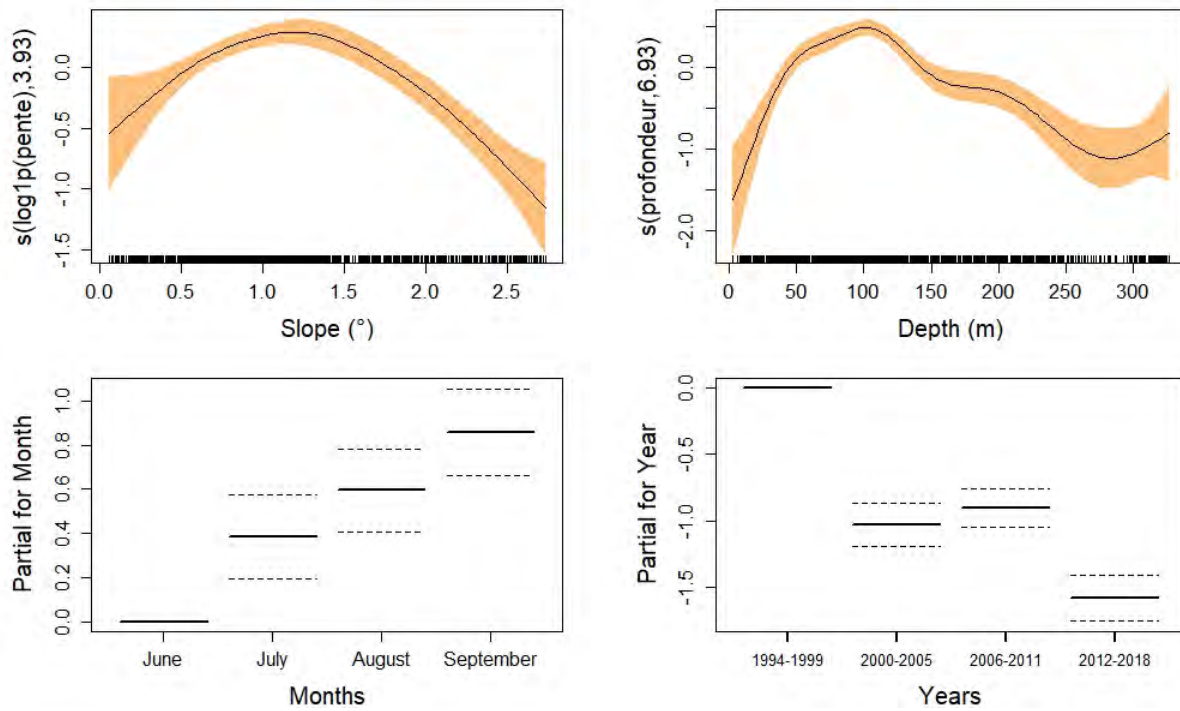 s(log1p(pente),3.93)
0.0
-0.5
-1.0
-1.5
0.0 0.5 1.0 1.5 2.0 2.5
Slope (°)
s(profondeur,6.93)
0.0
-1.0
-2.0
0 50 100 150 200 250 300
Depth (m)
Partial for Month
1.0
0.8
0.6
0.4
0.2
0.0
June July August September
Months
Partial for Year
0.0
-0.5
-1.0
-1.5
1994-1999 2000-2005 2006-2011 2012-2018
Years